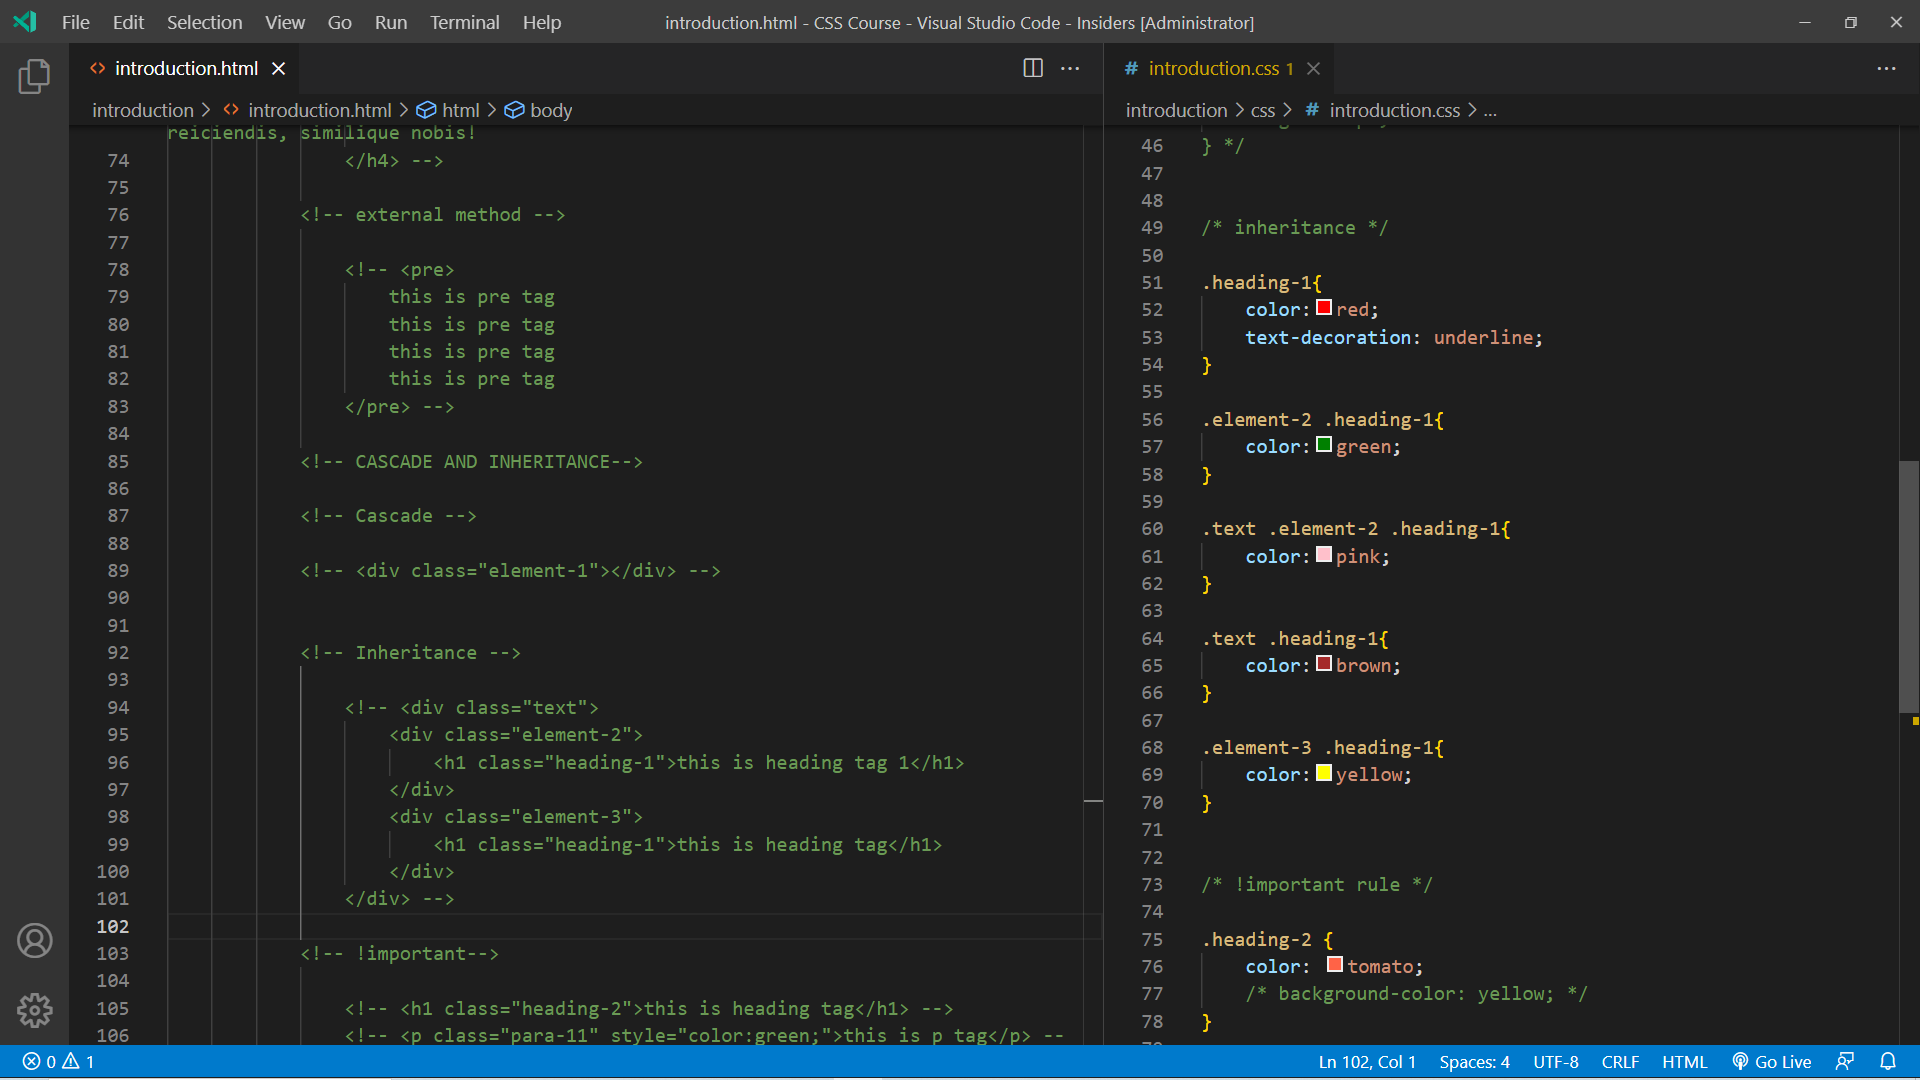 File Edit Selection View Go Run Terminal Help introduction.html - CSS Course - Visual Studio Code - Insiders [Administrator]
introduction.html
introduction > introduction.html > html > body
reiciendis, similique nobis!
74 </h4> -->
75
76 <!-- external method -->
77
78 <!-- <pre>
79 this is pre tag
80 this is pre tag
81 this is pre tag
82 this is pre tag
83 </pre> -->
84
85 <!-- CASCADE AND INHERITANCE-->
86
87 <!-- Cascade -->
88
89 <!-- <div class="element-1"></div> -->
90
91
92 <!-- Inheritance -->
93
94 <!-- <div class="text">
95 <div class="element-2">
96 <h1 class="heading-1">this is heading tag 1</h1>
97 </div>
98 <div class="element-3">
99 <h1 class="heading-1">this is heading tag</h1>
100 </div>
101 </div> -->
102
103 <!-- !important-->
104
105 <!-- <h1 class="heading-2">this is heading tag</h1> -->
106 <!-- <p class="para-11" style="color:green;">this is p tag</p> --
# introduction.css 1
introduction > css > # introduction.css > ...
46 } */
47
48
49 /* inheritance */
50
51 .heading-1{
52 color: red;
53 text-decoration: underline;
54 }
55
56 .element-2 .heading-1{
57 color: green;
58 }
59
60 .text .element-2 .heading-1{
61 color: pink;
62 }
63
64 .text .heading-1{
65 color: brown;
66 }
67
68 .element-3 .heading-1{
69 color: yellow;
70 }
71
72
73 /* !important rule */
74
75 .heading-2 {
76 color: tomato;
77 /* background-color: yellow; */
78 }
0 1 Ln 102, Col 1 Spaces: 4 UTF-8 CRLF HTML Go Live